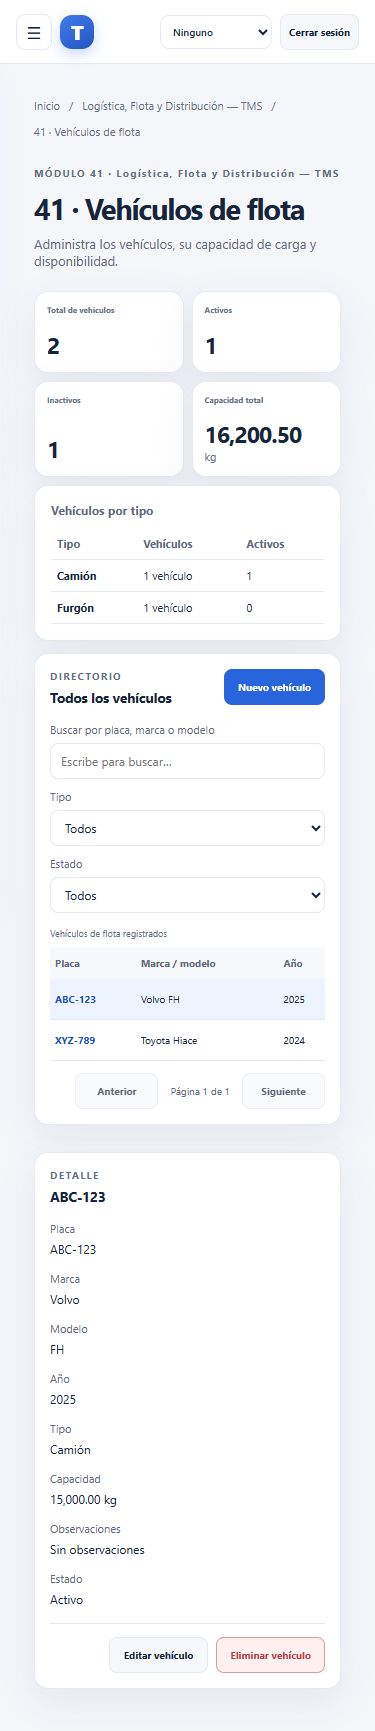 ☰ T Ninguno Cerrar sesión
Inicio / Logística, Flota y Distribución — TMS /
41 · Vehículos de flota
MÓDULO 41 · Logística, Flota y Distribución — TMS
41 · Vehículos de flota
Administra los vehículos, su capacidad de carga y
disponibilidad.
Total de vehículos
2
Activos
1
Inactivos
1
Capacidad total
16,200.50
kg
Vehículos por tipo
Tipo Vehículos Activos
Camión 1 vehículo 1
Furgón 1 vehículo 0
DIRECTORIO
Todos los vehículos
Nuevo vehículo
Buscar por placa, marca o modelo
Escribe para buscar...
Tipo
Todos
Estado
Todos
Vehículos de flota registrados
Placa Marca / modelo Año
ABC-123 Volvo FH 2025
XYZ-789 Toyota Hiace 2024
Anterior Página 1 de 1 Siguiente
DETALLE
ABC-123
Placa
ABC-123
Marca
Volvo
Modelo
FH
Año
2025
Tipo
Camión
Capacidad
15,000.00 kg
Observaciones
Sin observaciones
Estado
Activo
Editar vehículo Eliminar vehículo